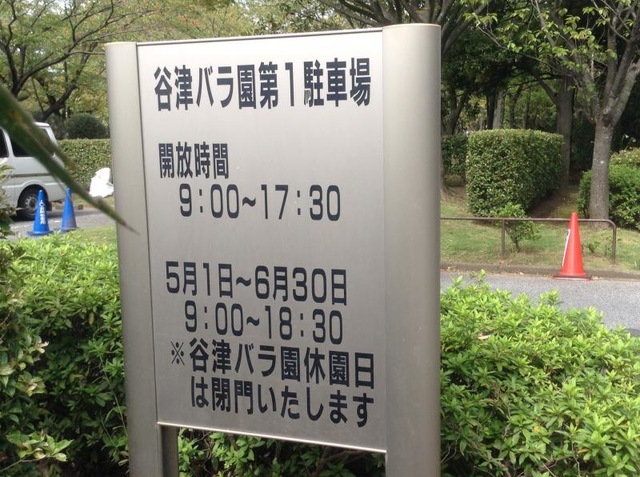 谷津バラ園第1駐車場
開放時間
9:00~17:30
5月1日~6月30日
9:00~18:30
※谷津バラ園休園日
は閉門いたします